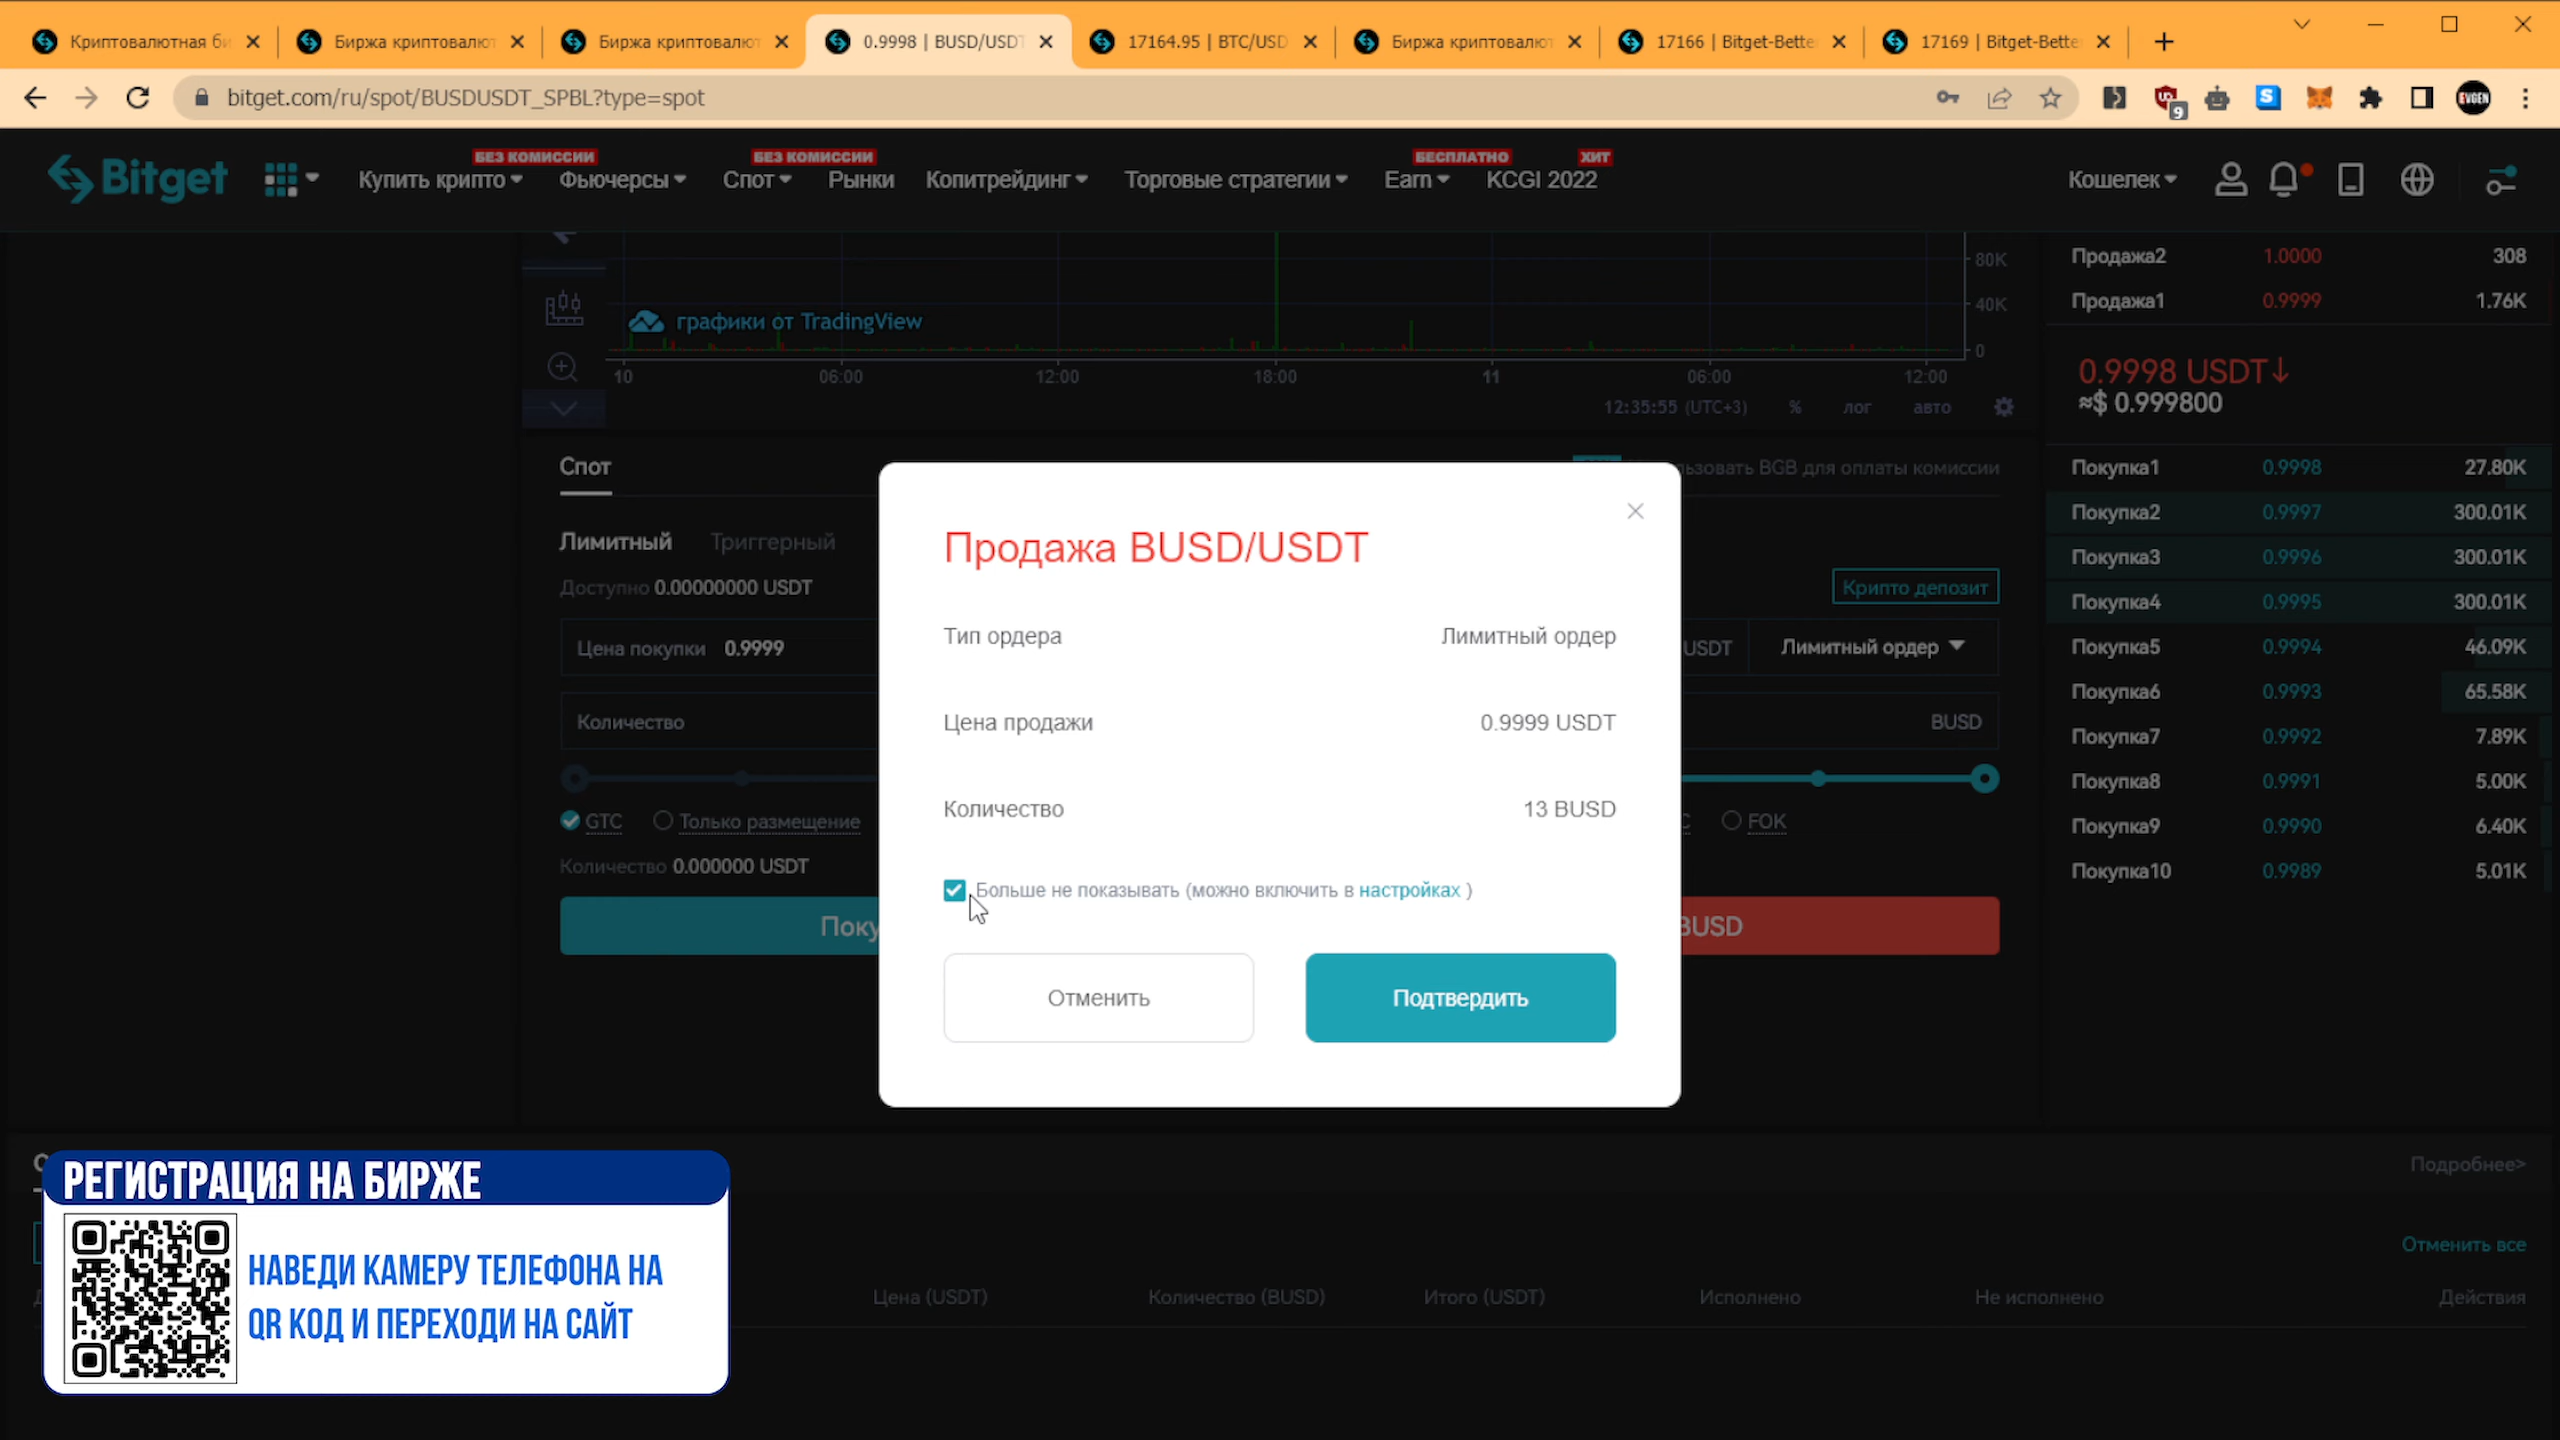 Криптовалютная би
Биржа криптовалют
Биржа криптовалют
0.9998 | BUSD/USDT
17164.95 | BTC/USD
Биржа криптовалют
17166 | Bitget-Bette
17169 | Bitget-Bette
bitget.com/ru/spot/BUSDUSDT_SPBL?type=spot
9
EVGEN
Bitget
БЕЗ КОМИССИИ
БЕЗ КОМИССИИ
БЕСПЛАТНО
ХИТ
Купить крипто
Фьючерсы
Спот
Рынки
Копитрейдинг
Торговые стратегии
Earn
KCGI 2022
Кошелек
80K
40K
0
графики от TradingView
10 06:00 12:00 18:00 11 06:00 12:00
12:35:55 (UTC+3) % лог авто
Продажа2 1.0000 308
Продажа1 0.9999 1.76K
0.9998 USDT↓
≈$ 0.999800
Покупка1 0.9998 27.80K
Покупка2 0.9997 300.01K
Покупка3 0.9996 300.01K
Покупка4 0.9995 300.01K
Покупка5 0.9994 46.09K
Покупка6 0.9993 65.58K
Покупка7 0.9992 7.89K
Покупка8 0.9991 5.00K
Покупка9 0.9990 6.40K
Покупка10 0.9989 5.01K
Спот
льзовать BGB для оплаты комиссии
Лимитный Триггерный
Доступно 0.00000000 USDT
Крипто депозит
Цена покупки 0.9999
USDT Лимитный ордер
Количество
BUSD
GTC Только размещение
FOK
Количество 0.000000 USDT
Поку
BUSD
Продажа BUSD/USDT
Тип ордера Лимитный ордер
Цена продажи 0.9999 USDT
Количество 13 BUSD
Больше не показывать (можно включить в настройках )
Отменить Подтвердить
Подробнее>
Отменить все
Цена (USDT) Количество (BUSD) Итого (USDT) Исполнено Не исполнено Действия
РЕГИСТРАЦИЯ НА БИРЖЕ
НАВЕДИ КАМЕРУ ТЕЛЕФОНА НА
QR КОД И ПЕРЕХОДИ НА САЙТ